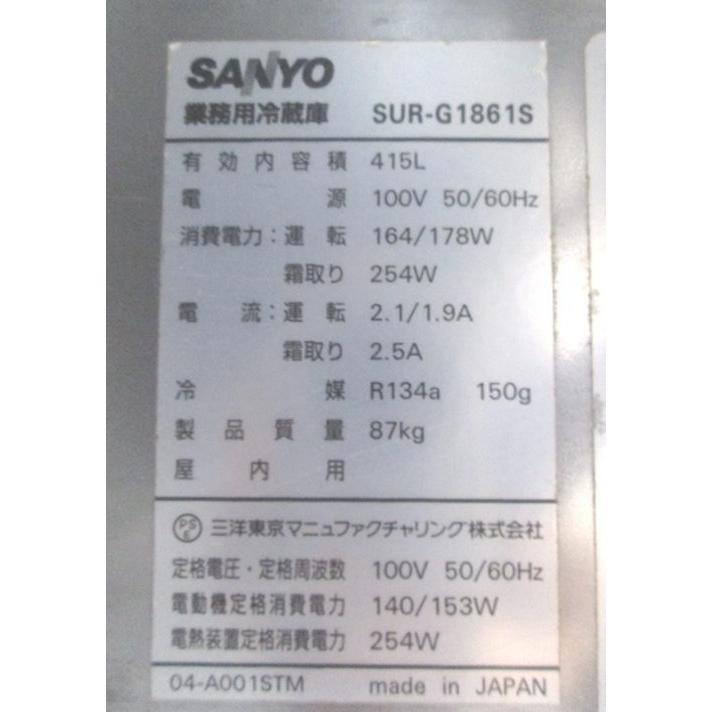 SANYO
業務用冷蔵庫 SUR-G1861S
有効内容積 415L
電源 100V 50/60Hz
消費電力:運転 164/178W
霜取り 254W
電流:運転 2.1/1.9A
霜取り 2.5A
冷媒 R134a 150g
製品質量 87kg
屋内用
PSE 三洋東京マニュファクチャリング株式会社
定格電圧・定格周波数 100V 50/60Hz
電動機定格消費電力 140/153W
電熱装置定格消費電力 254W
04-A001STM made in JAPAN